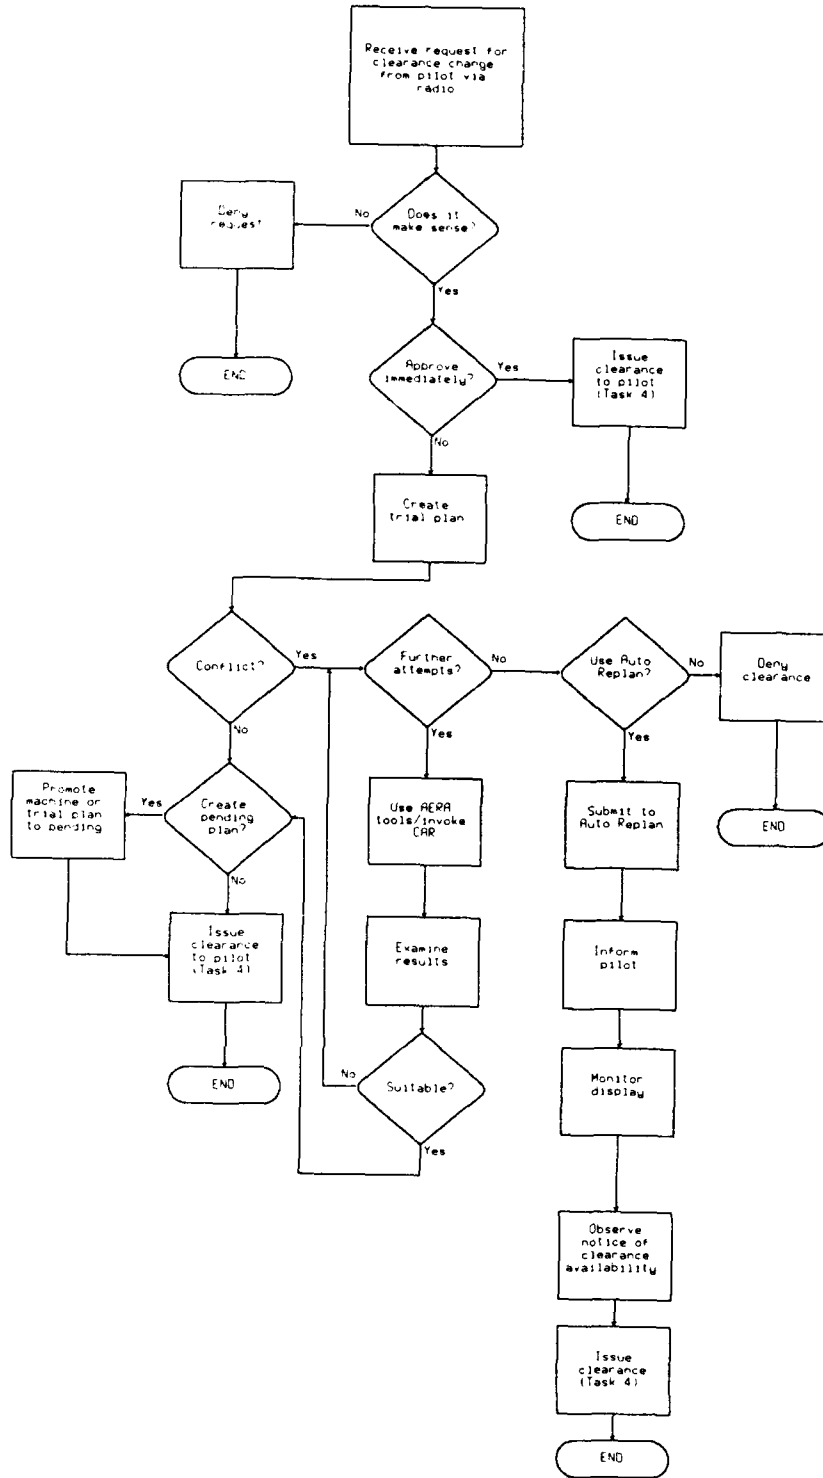 Receive request for
clearance change
from pilot via
radio
Does it
make sense?
No
Deny
request
END
Yes
Approve
immediately?
Yes
Issue
clearance
to pilot
(Task 4)
END
No
Create
trial plan
Conflict?
Yes
Further
attempts?
No
Use Auto
Replan?
No
Deny
clearance
END
No
Yes
Yes
Create
pending
plan?
Yes
Promote
machine or
trial plan
to pending
No
Issue
clearance
to pilot
(Task 4)
END
Use AERA
tools/invoke
CAR
Examine
results
Suitable?
No
Yes
Submit to
Auto Replan
Inform
pilot
Monitor
display
Observe
notice of
clearance
availability
Issue
clearance
(Task 4)
END